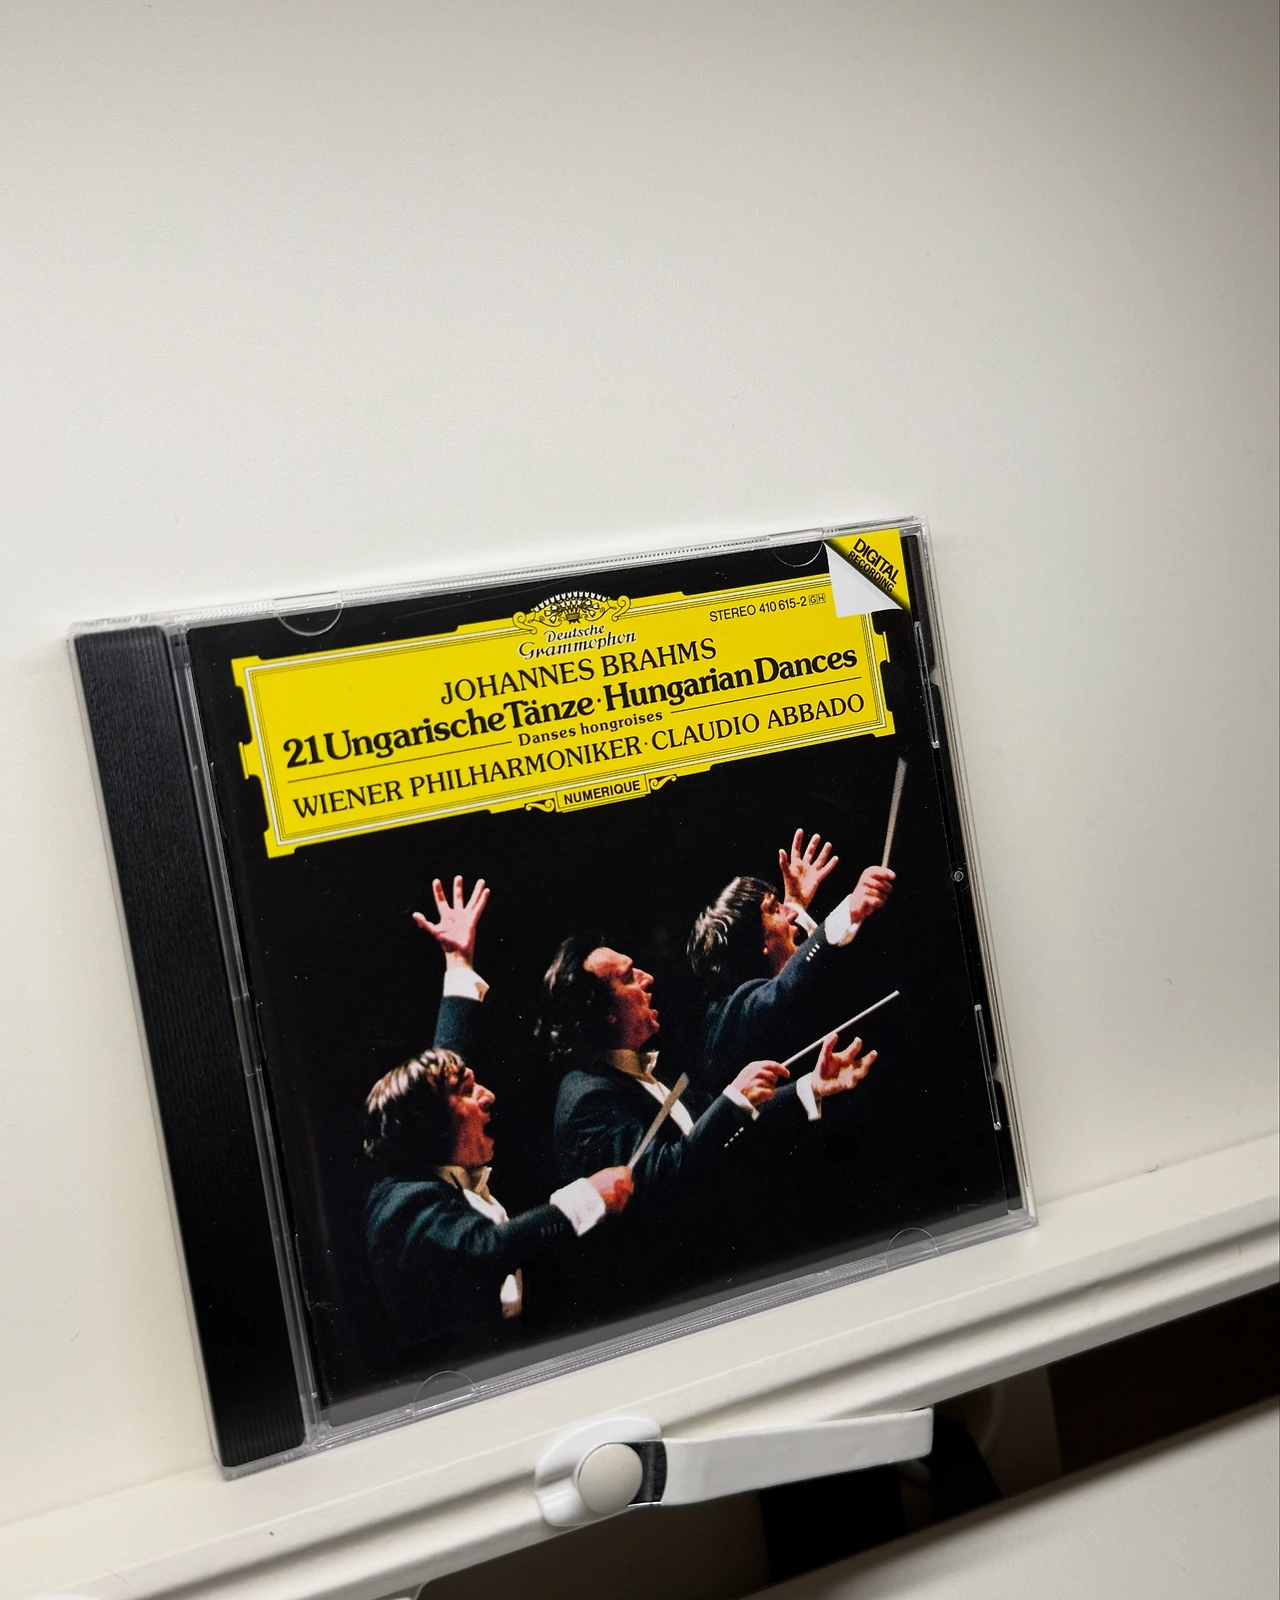 DIGITAL
RECORDING
STEREO 410 615-2 GH
Deutsche
Grammophon
JOHANNES BRAHMS
21 Ungarische Tänze · Hungarian Dances
Danses hongroises
WIENER PHILHARMONIKER · CLAUDIO ABBADO
NUMERIQUE